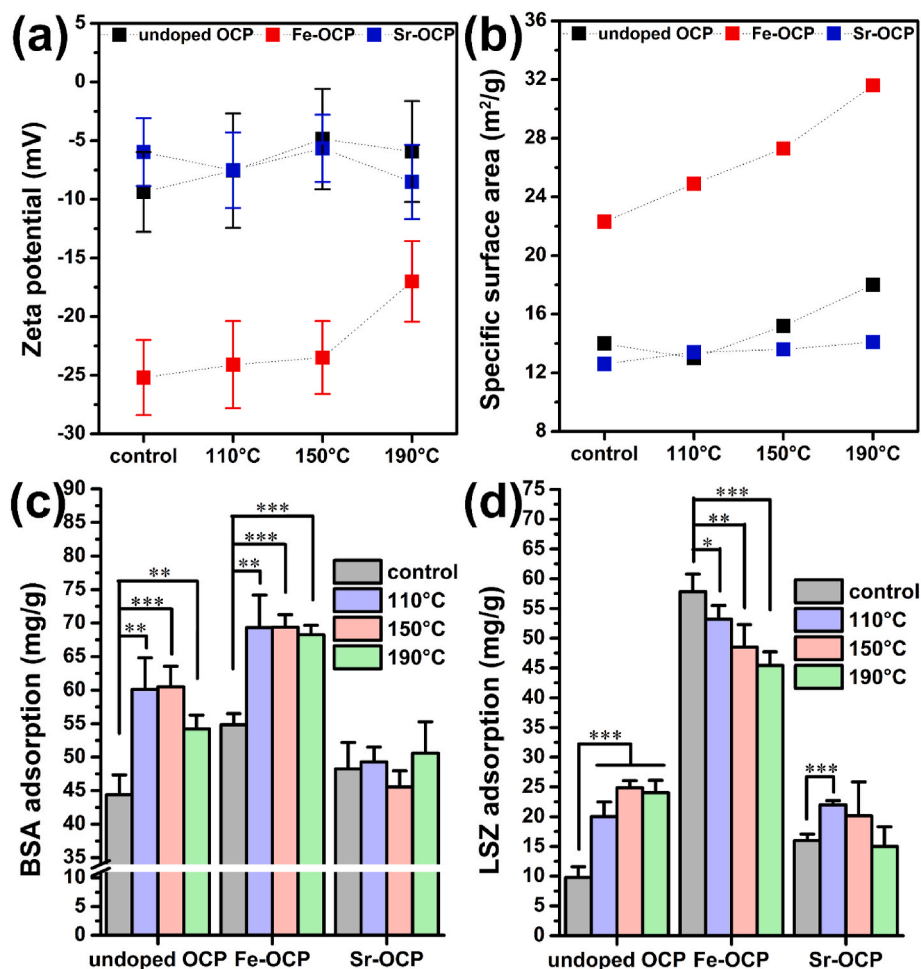 (a)
undoped OCP Fe-OCP Sr-OCP
Zeta potential (mV)
5
0
-5
-10
-15
-20
-25
-30
control 110°C 150°C 190°C
(b)
undoped OCP Fe-OCP Sr-OCP
Specific surface area (m²/g)
36
32
28
24
20
16
12
8
control 110°C 150°C 190°C
(c)
BSA adsorption (mg/g)
90
85
80
75
70
65
60
55
50
45
40
35
10
5
0
**
***
**
***
***
**
control
110°C
150°C
190°C
undoped OCP Fe-OCP Sr-OCP
(d)
LSZ adsorption (mg/g)
75
70
65
60
55
50
45
40
35
30
25
20
15
10
5
0
***
***
**
*
***
control
110°C
150°C
190°C
undoped OCP Fe-OCP Sr-OCP